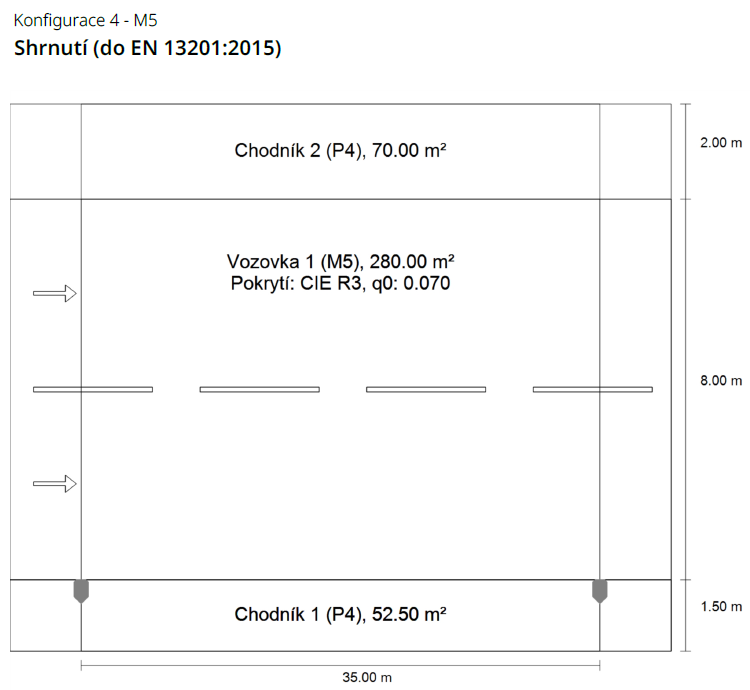 Konfigurace 4 - M5
Shrnutí (do EN 13201:2015)
Chodník 2 (P4), 70.00 m²
2.00 m
Vozovka 1 (M5), 280.00 m²
Pokrytí: CIE R3, q0: 0.070
8.00 m
Chodník 1 (P4), 52.50 m²
1.50 m
35.00 m